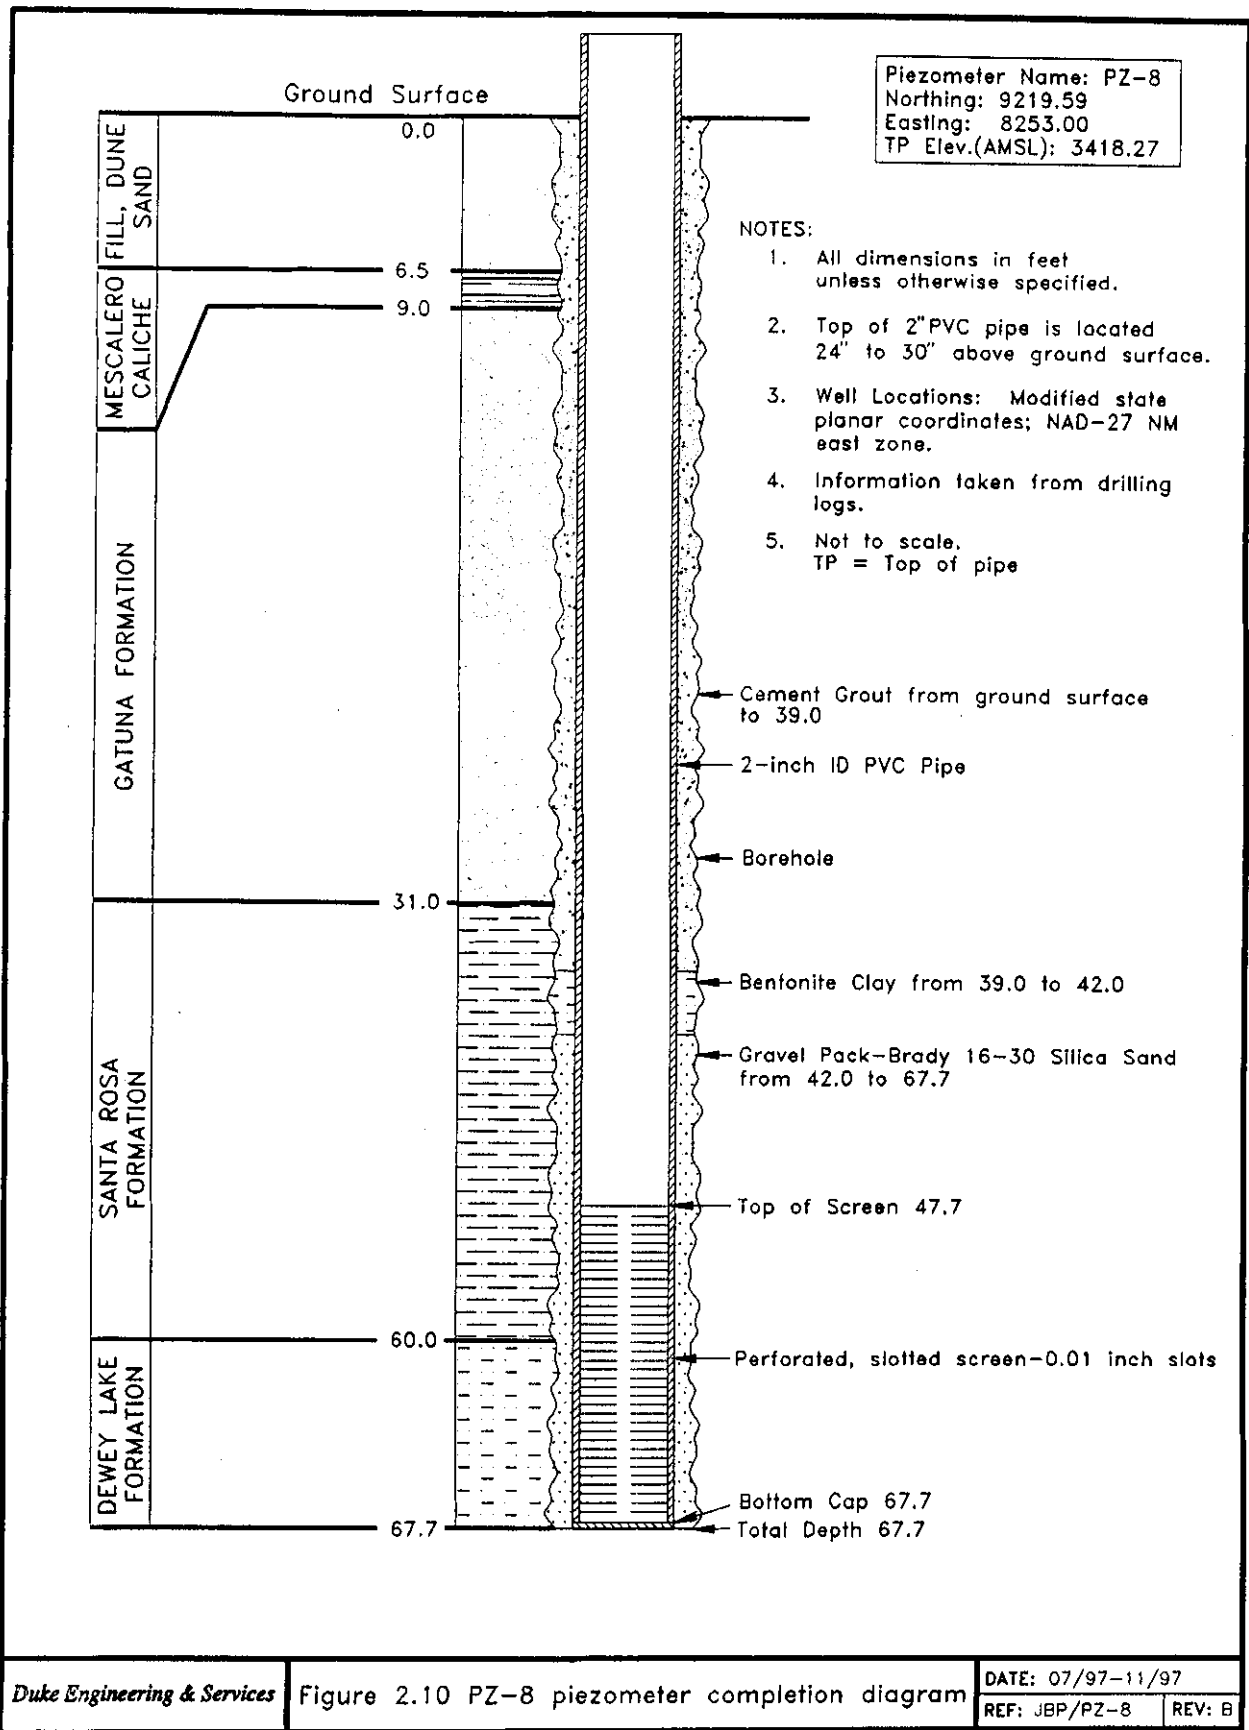 Piezometer Name: PZ-8
Northing: 9219.59
Easting: 8253.00
TP Elev.(AMSL): 3418.27
Ground Surface
0.0
FILL, DUNE
SAND
6.5
MESCALERO
CALICHE
9.0
GATUNA FORMATION
31.0
SANTA ROSA
FORMATION
60.0
DEWEY LAKE
FORMATION
67.7
NOTES:
1. All dimensions in feet
unless otherwise specified.
2. Top of 2" PVC pipe is located
24" to 30" above ground surface.
3. Well Locations: Modified state
planar coordinates; NAD-27 NM
east zone.
4. Information taken from drilling
logs.
5. Not to scale.
TP = Top of pipe
Cement Grout from ground surface
to 39.0
2-inch ID PVC Pipe
Borehole
Bentonite Clay from 39.0 to 42.0
Gravel Pack-Brady 16-30 Silica Sand
from 42.0 to 67.7
Top of Screen 47.7
Perforated, slotted screen-0.01 inch slots
Bottom Cap 67.7
Total Depth 67.7
Duke Engineering & Services
Figure 2.10 PZ-8 piezometer completion diagram
DATE: 07/97-11/97
REF: JBP/PZ-8
REV: B